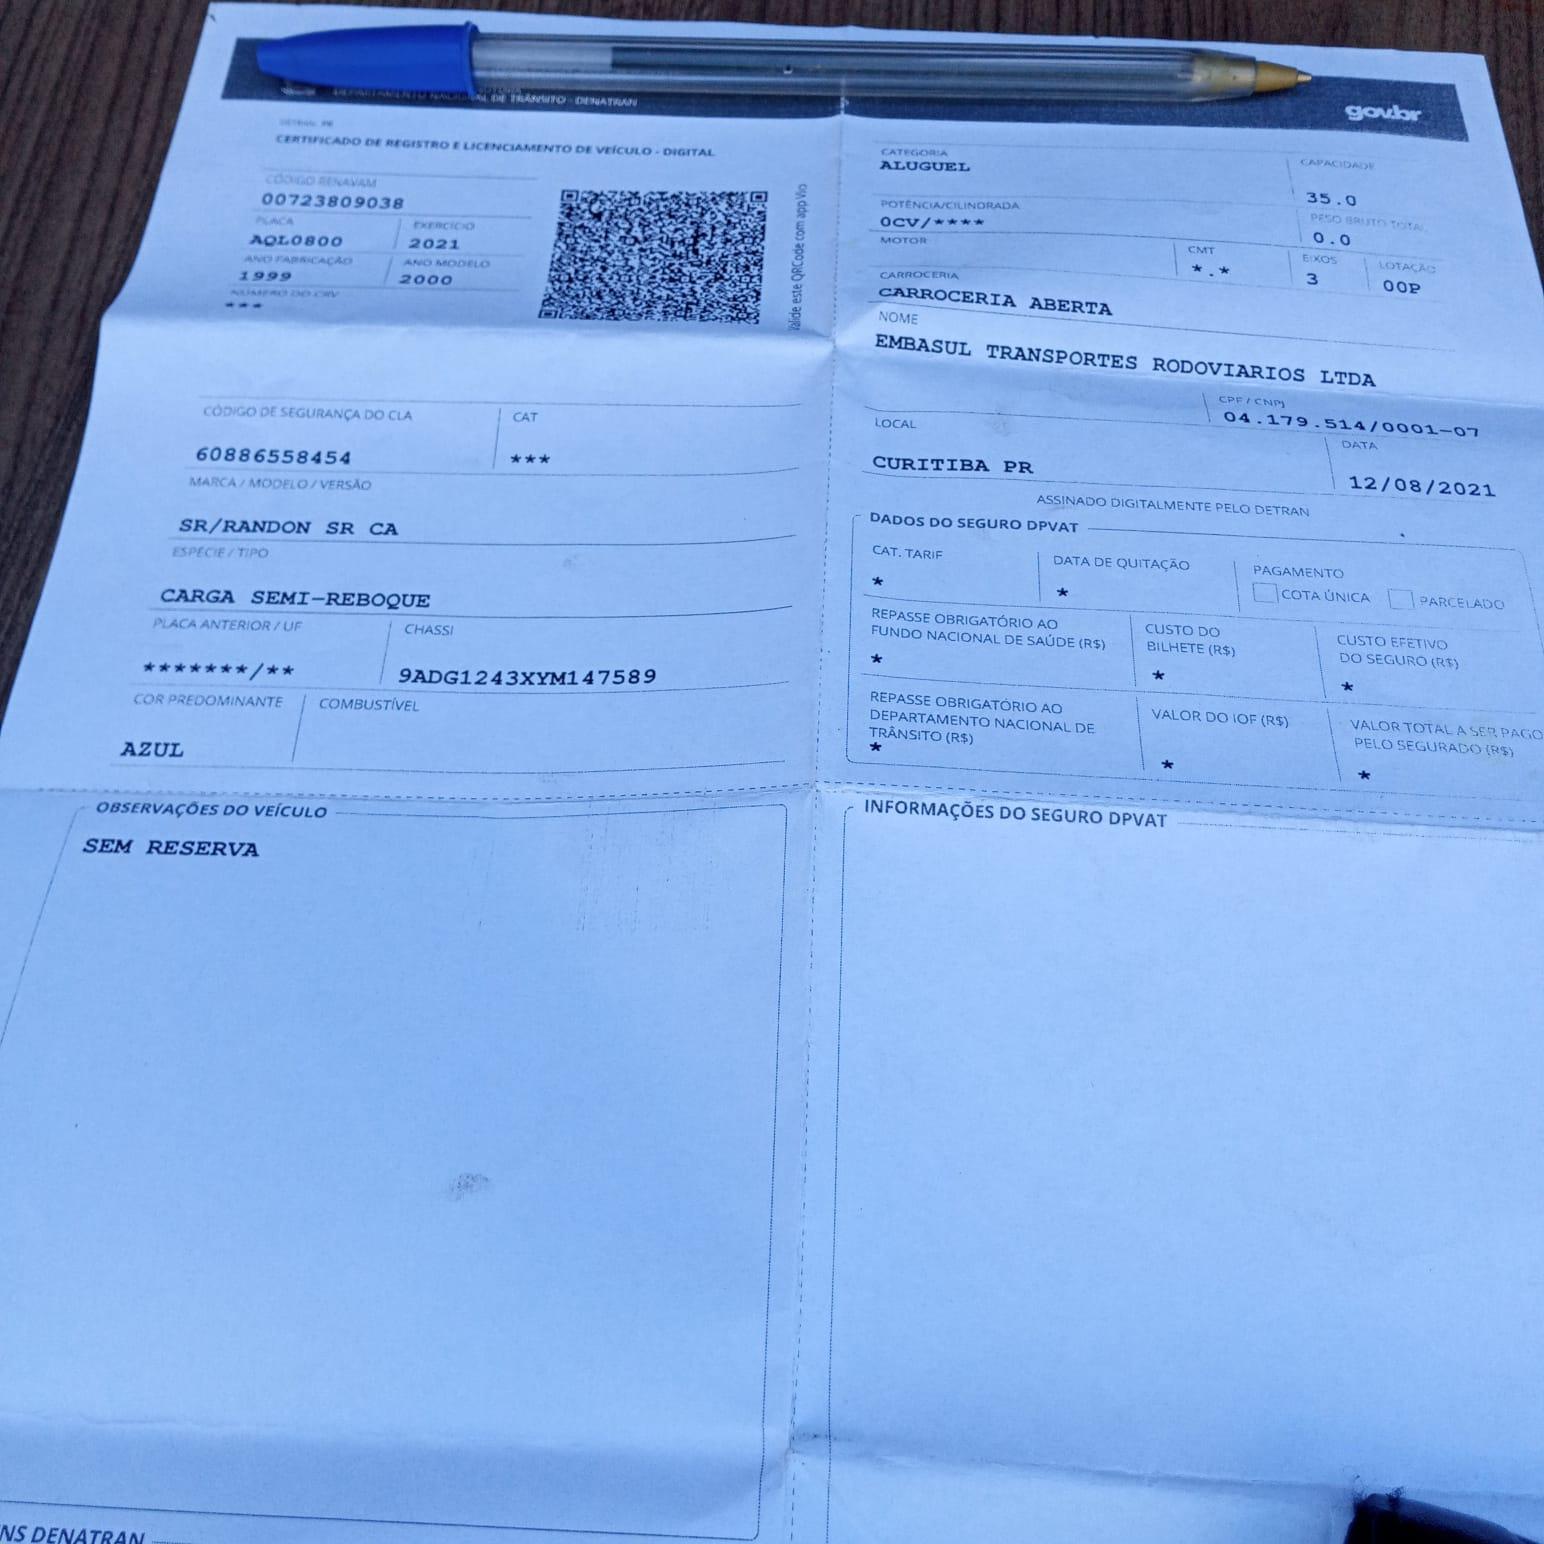 DEPARTAMENTO NACIONAL DE TRÂNSITO - DENATRAN
gov.br
DETRAN- PR
CERTIFICADO DE REGISTRO E LICENCIAMENTO DE VEÍCULO - DIGITAL
CÓDIGO RENAVAM
00723809038
PLACA
EXERCÍCIO
AQL0800
2021
ANO FABRICAÇÃO
ANO MODELO
1999
2000
NÚMERO DO CRV
***
Valide este QRCode com app Vio
CÓDIGO DE SEGURANÇA DO CLA
CAT
60886558454
***
MARCA / MODELO / VERSÃO
SR/RANDON SR CA
ESPÉCIE / TIPO
CARGA SEMI-REBOQUE
PLACA ANTERIOR / UF
CHASSI
*******/**
9ADG1243XYM147589
COR PREDOMINANTE
COMBUSTÍVEL
AZUL
OBSERVAÇÕES DO VEÍCULO
SEM RESERVA
CATEGORIA
ALUGUEL
CAPACIDADE
35.0
POTÊNCIA/CILINDRADA
0CV/****
PESO BRUTO TOTAL
0.0
MOTOR
CMT
*.*
EIXOS
3
LOTAÇÃO
00P
CARROCERIA
CARROCERIA ABERTA
NOME
EMBASUL TRANSPORTES RODOVIARIOS LTDA
CPF / CNPJ
04.179.514/0001-07
LOCAL
CURITIBA PR
DATA
12/08/2021
ASSINADO DIGITALMENTE PELO DETRAN
DADOS DO SEGURO DPVAT
CAT. TARIF
*
DATA DE QUITAÇÃO
*
PAGAMENTO
COTA ÚNICA
PARCELADO
REPASSE OBRIGATÓRIO AO
FUNDO NACIONAL DE SAÚDE (R$)
*
CUSTO DO
BILHETE (R$)
*
CUSTO EFETIVO
DO SEGURO (R$)
*
REPASSE OBRIGATÓRIO AO
DEPARTAMENTO NACIONAL DE
TRÂNSITO (R$)
*
VALOR DO IOF (R$)
*
VALOR TOTAL A SER PAGO
PELO SEGURADO (R$)
*
INFORMAÇÕES DO SEGURO DPVAT
NS DENATRAN